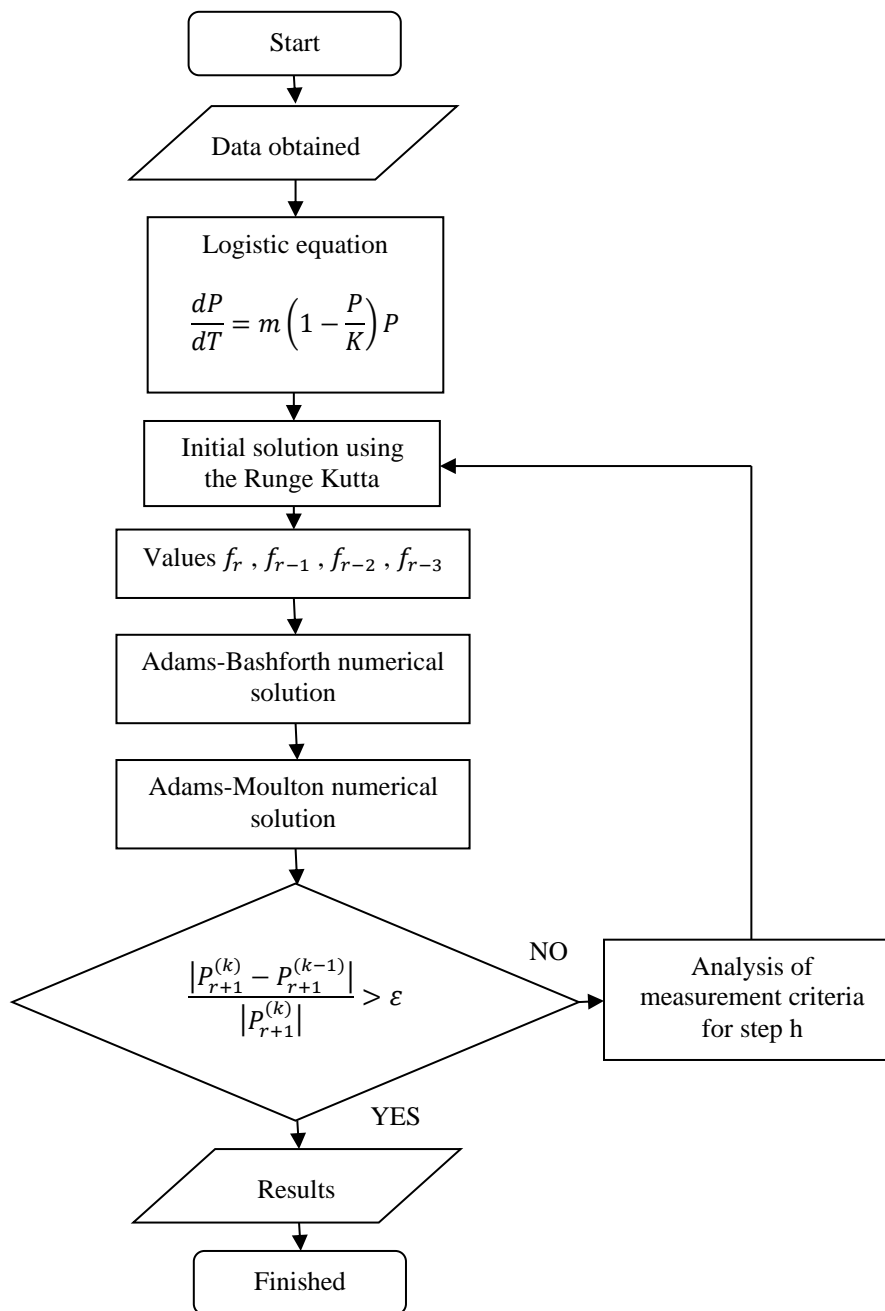 Start
Data obtained
Logistic equation
dP/dT = m(1 − P/K)P
Initial solution using
the Runge Kutta
Values f_r , f_{r−1} , f_{r−2} , f_{r−3}
Adams-Bashforth numerical
solution
Adams-Moulton numerical
solution
|P_{r+1}^{(k)} − P_{r+1}^{(k−1)}| / |P_{r+1}^{(k)}| > ε
NO
Analysis of
measurement criteria
for step h
YES
Results
Finished